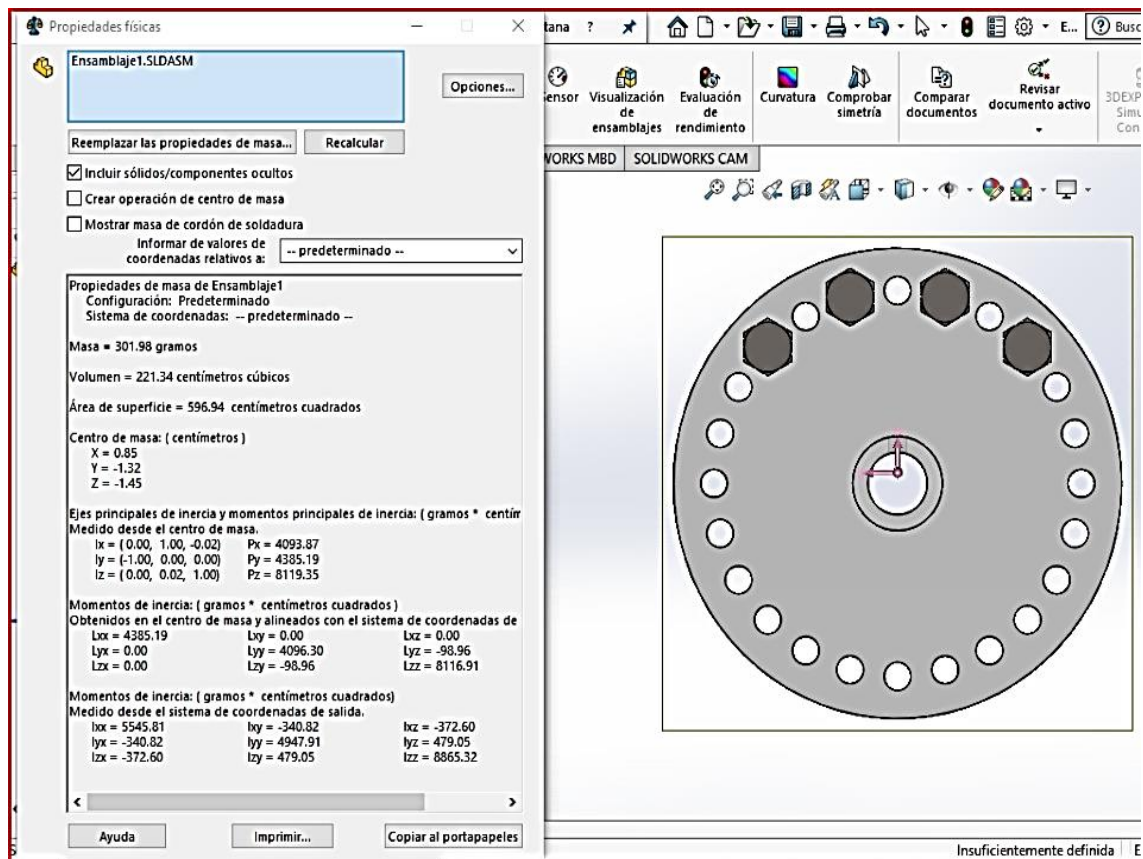 Propiedades físicas
Ensamblaje1.SLDASM
Opciones...
Reemplazar las propiedades de masa... Recalcular
Incluir sólidos/componentes ocultos
Crear operación de centro de masa
Mostrar masa de cordón de soldadura
Informar de valores de
coordenadas relativos a: -- predeterminado --
Propiedades de masa de Ensamblaje1
Configuración: Predeterminado
Sistema de coordenadas: -- predeterminado --
Masa = 301.98 gramos
Volumen = 221.34 centímetros cúbicos
Área de superficie = 596.94 centímetros cuadrados
Centro de masa: ( centímetros )
X = 0.85
Y = -1.32
Z = -1.45
Ejes principales de inercia y momentos principales de inercia: ( gramos * centím
Medido desde el centro de masa.
Ix = ( 0.00, 1.00, -0.02) Px = 4093.87
Iy = (-1.00, 0.00, 0.00) Py = 4385.19
Iz = ( 0.00, 0.02, 1.00) Pz = 8119.35
Momentos de inercia: ( gramos * centímetros cuadrados )
Obtenidos en el centro de masa y alineados con el sistema de coordenadas de
Lxx = 4385.19 Lxy = 0.00 Lxz = 0.00
Lyx = 0.00 Lyy = 4096.30 Lyz = -98.96
Lzx = 0.00 Lzy = -98.96 Lzz = 8116.91
Momentos de inercia: ( gramos * centímetros cuadrados)
Medido desde el sistema de coordenadas de salida.
Ixx = 5545.81 Ixy = -340.82 Ixz = -372.60
Iyx = -340.82 Iyy = 4947.91 Iyz = 479.05
Izx = -372.60 Izy = 479.05 Izz = 8865.32
Ayuda Imprimir... Copiar al portapapeles
tana ? E... Busc
ensor Visualización de ensamblajes Evaluación de rendimiento Curvatura Comprobar simetría Comparar documentos Revisar documento activo 3DEXP Simu Con
WORKS MBD SOLIDWORKS CAM
Insuficientemente definida E